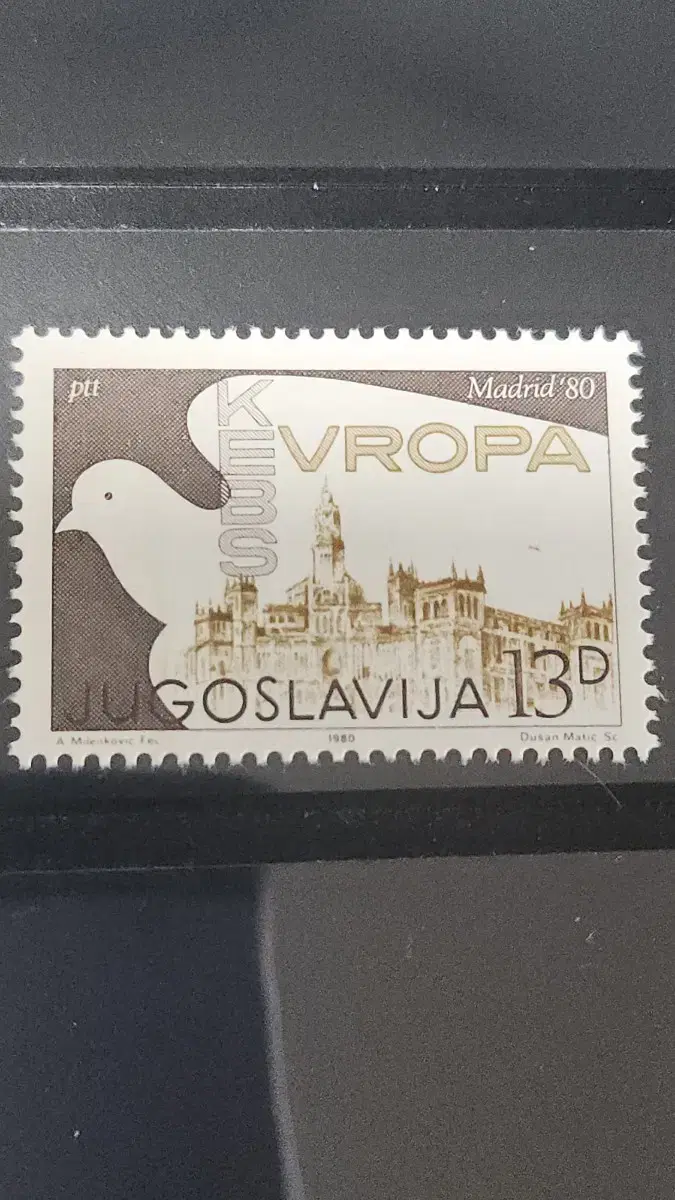 ptt
Madrid '80
KEBS
EVROPA
JUGOSLAVIJA 13D
A. Milenković Fec. 1980 Dušan Matić Sc.